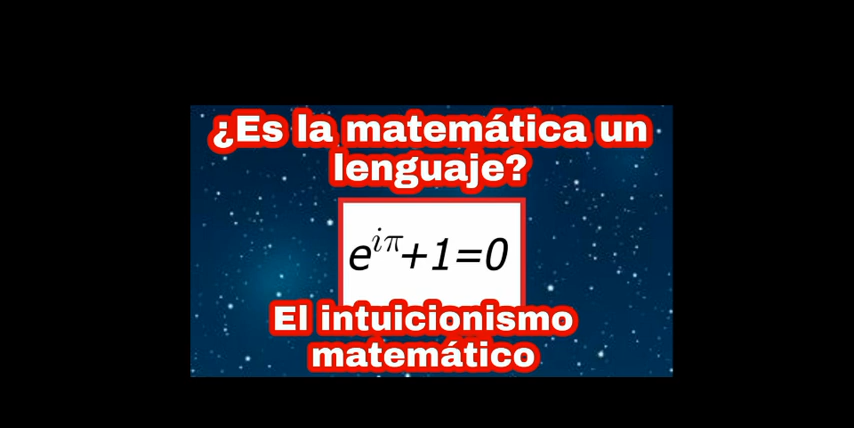 ¿Es la matemática un
lenguaje?
e^{iπ}+1=0
El intuicionismo
matemático